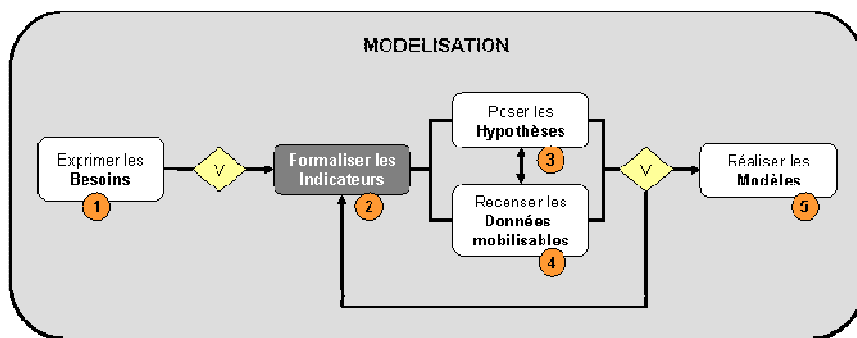 MODELISATION
Exprimer les
Besoins
1
V
Formaliser les
Indicateurs
2
Poser les
Hypothèses
3
Recenser les
Données
mobilisables
4
V
Réaliser les
Modèles
5